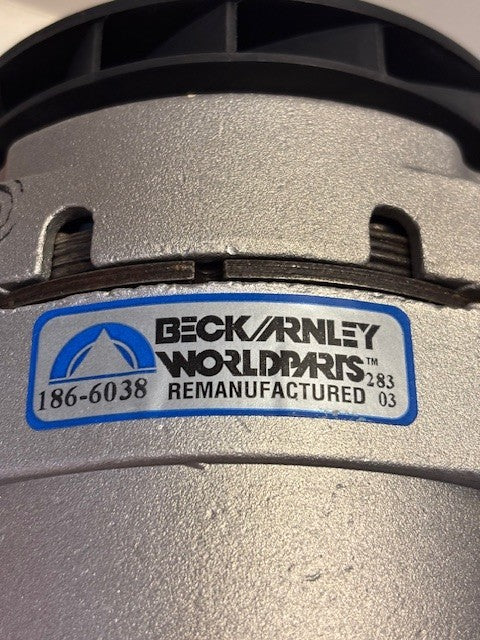 BECK/ARNLEY
WORLDPARTS™
186-6038 REMANUFACTURED 283
03